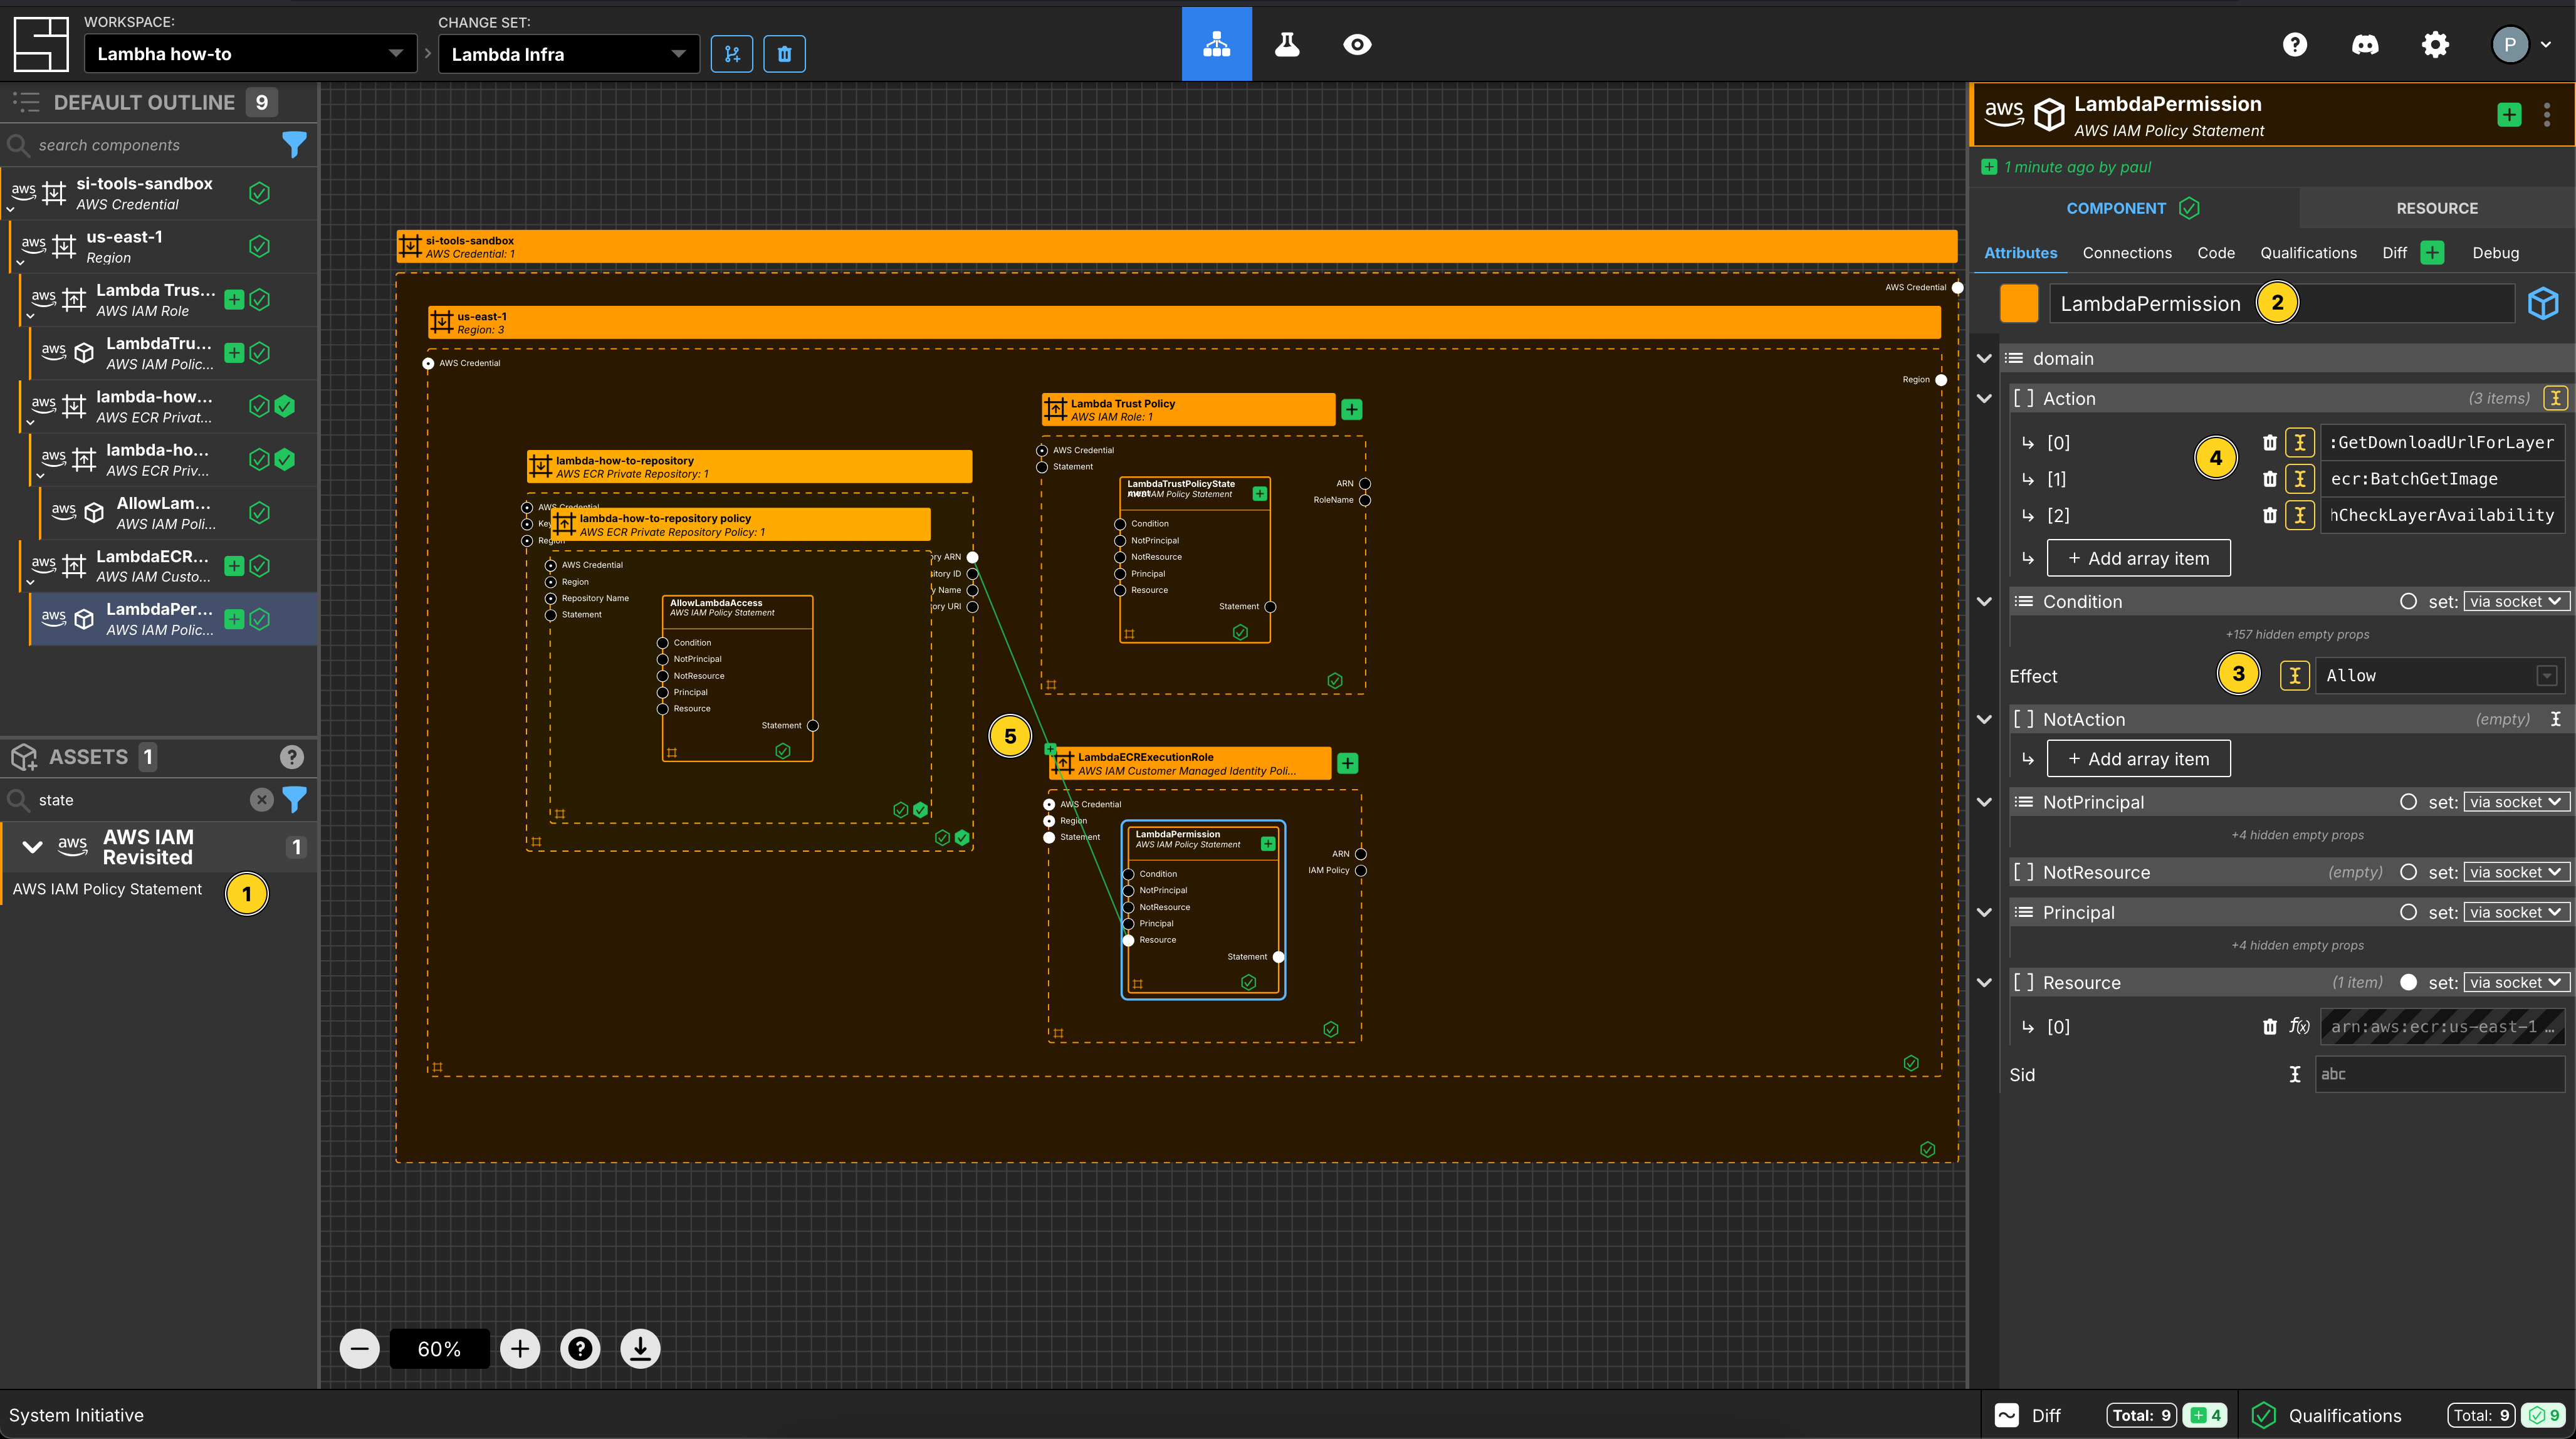 WORKSPACE:
Lambha how-to
CHANGE SET:
Lambda Infra
P
DEFAULT OUTLINE 9
search components
aws si-tools-sandbox
AWS Credential
aws us-east-1
Region
aws Lambda Trus...
AWS IAM Role
aws LambdaTru...
AWS IAM Polic...
aws lambda-how...
AWS ECR Privat...
aws lambda-ho...
AWS ECR Priv...
aws AllowLam...
AWS IAM Poli...
aws LambdaECR...
AWS IAM Custo...
aws LambdaPer...
AWS IAM Polic...
ASSETS 1
state
aws AWS IAM Revisited 1
AWS IAM Policy Statement 1
si-tools-sandbox
AWS Credential: 1
AWS Credential
us-east-1
Region: 3
AWS Credential
Region
lambda-how-to-repository
AWS ECR Private Repository: 1
AWS Credential
Key
Region
lambda-how-to-repository policy
AWS ECR Private Repository Policy: 1
ry ARN
sitory ID
y Name
ory URI
AWS Credential
Region
Repository Name
Statement
AllowLambdaAccess
AWS IAM Policy Statement
Condition
NotPrincipal
NotResource
Principal
Resource
Statement
Lambda Trust Policy
AWS IAM Role: 1
AWS Credential
Statement
ARN
RoleName
LambdaTrustPolicyState
AWS IAM Policy Statement
Condition
NotPrincipal
NotResource
Principal
Resource
Statement
5
LambdaECRExecutionRole
AWS IAM Customer Managed Identity Poli...
AWS Credential
Region
Statement
ARN
IAM Policy
LambdaPermission
AWS IAM Policy Statement
Condition
NotPrincipal
NotResource
Principal
Resource
Statement
60%
aws LambdaPermission
AWS IAM Policy Statement
1 minute ago by paul
COMPONENT RESOURCE
Attributes Connections Code Qualifications Diff Debug
LambdaPermission 2
domain
[ ] Action (3 items)
[0] :GetDownloadUrlForLayer
4
[1] ecr:BatchGetImage
[2] hCheckLayerAvailability
+ Add array item
Condition set: via socket
+157 hidden empty props
Effect 3 Allow
[ ] NotAction (empty)
+ Add array item
NotPrincipal set: via socket
+4 hidden empty props
[ ] NotResource (empty) set: via socket
Principal set: via socket
+4 hidden empty props
[ ] Resource (1 item) set: via socket
[0] f(x) arn:aws:ecr:us-east-1 ...
Sid abc
System Initiative
Diff Total: 9 4 Qualifications Total: 9 9